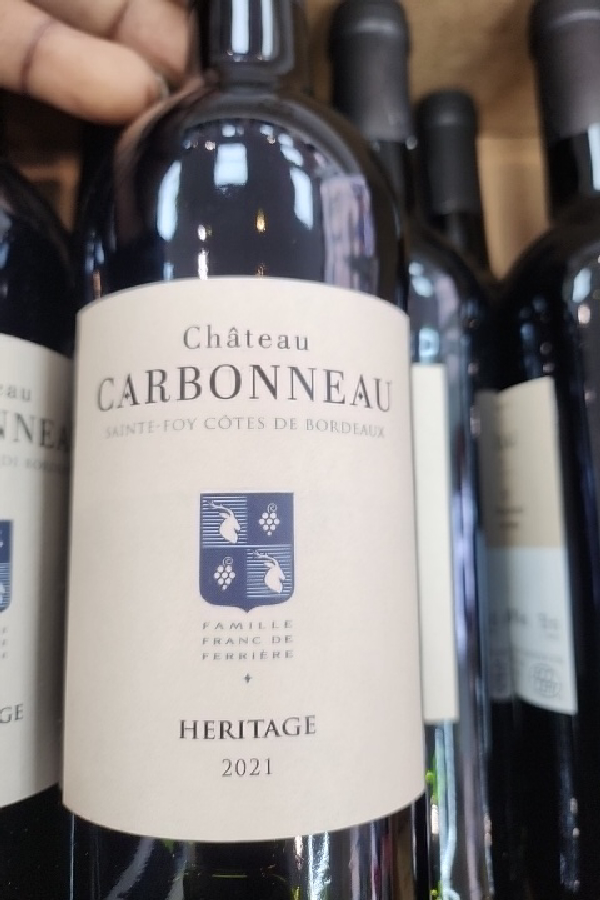 Château
CARBONNEAU
SAINTE-FOY CÔTES DE BORDEAUX
FAMILLE
FRANC DE
FERRIÈRE
HERITAGE
2021